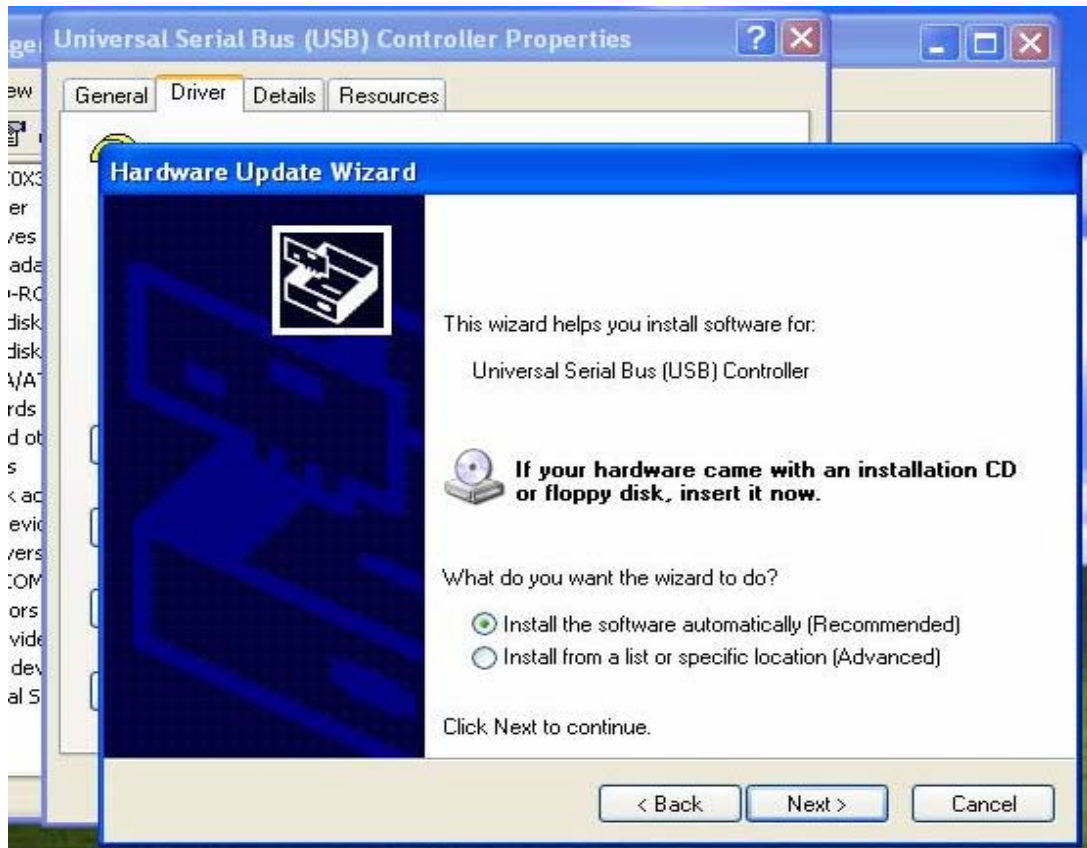 Universal Serial Bus (USB) Controller Properties
General Driver Details Resources
Hardware Update Wizard
This wizard helps you install software for:
Universal Serial Bus (USB) Controller
If your hardware came with an installation CD
or floppy disk, insert it now.
What do you want the wizard to do?
Install the software automatically (Recommended)
Install from a list or specific location (Advanced)
Click Next to continue.
< Back Next > Cancel